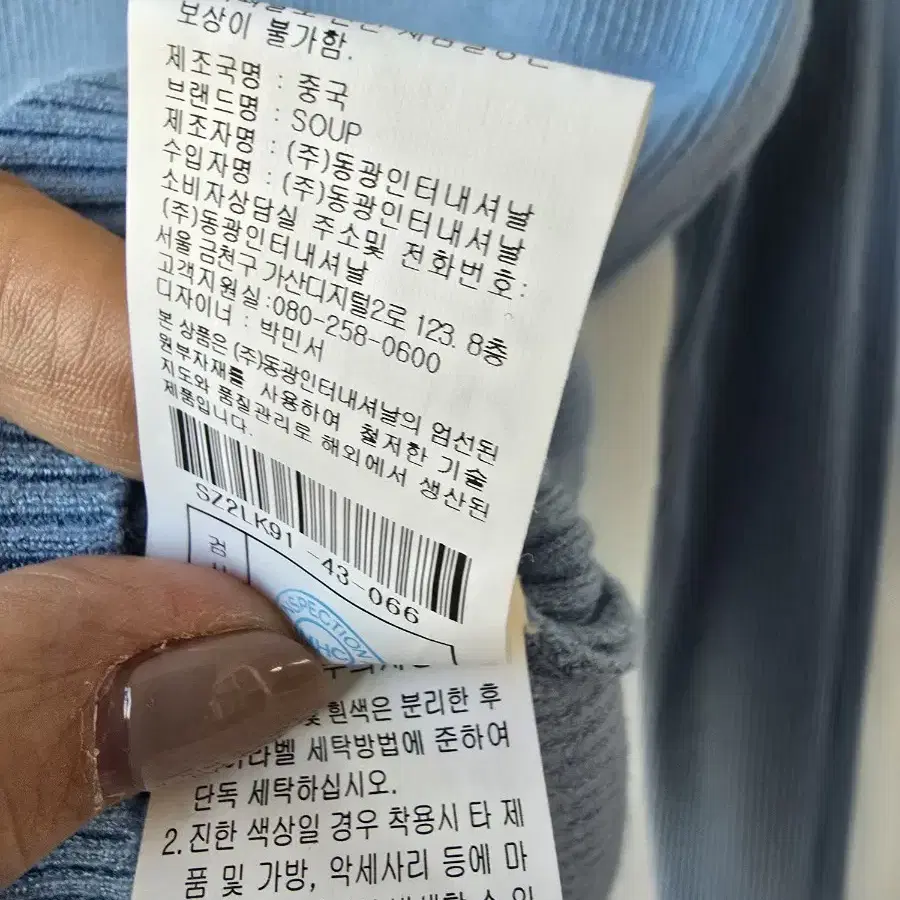 보상이 불가함.
제조국명 : 중국
브랜드명 : SOUP
제조자명 : (주)동광인터내셔날
수입자명 : (주)동광인터내셔날
소비자상담실 주소및 전화번호:
(주)동광인터내셔날
서울 금천구 가산디지털2로 123. 8층
고객지원실:080-258-0600
디자이너 : 박민서
본 상품은 (주)동광인터내셔날의 엄선된
원부자재를 사용하여 철저한 기술
지도와 품질관리로 해외에서 생산된
제품입니다.
SZ2LK91-43-066
검
흰색은 분리한 후
세탁방법에 준하여
단독 세탁하십시오.
2. 진한 색상일 경우 착용시 타 제
품 및 가방, 악세사리 등에 마